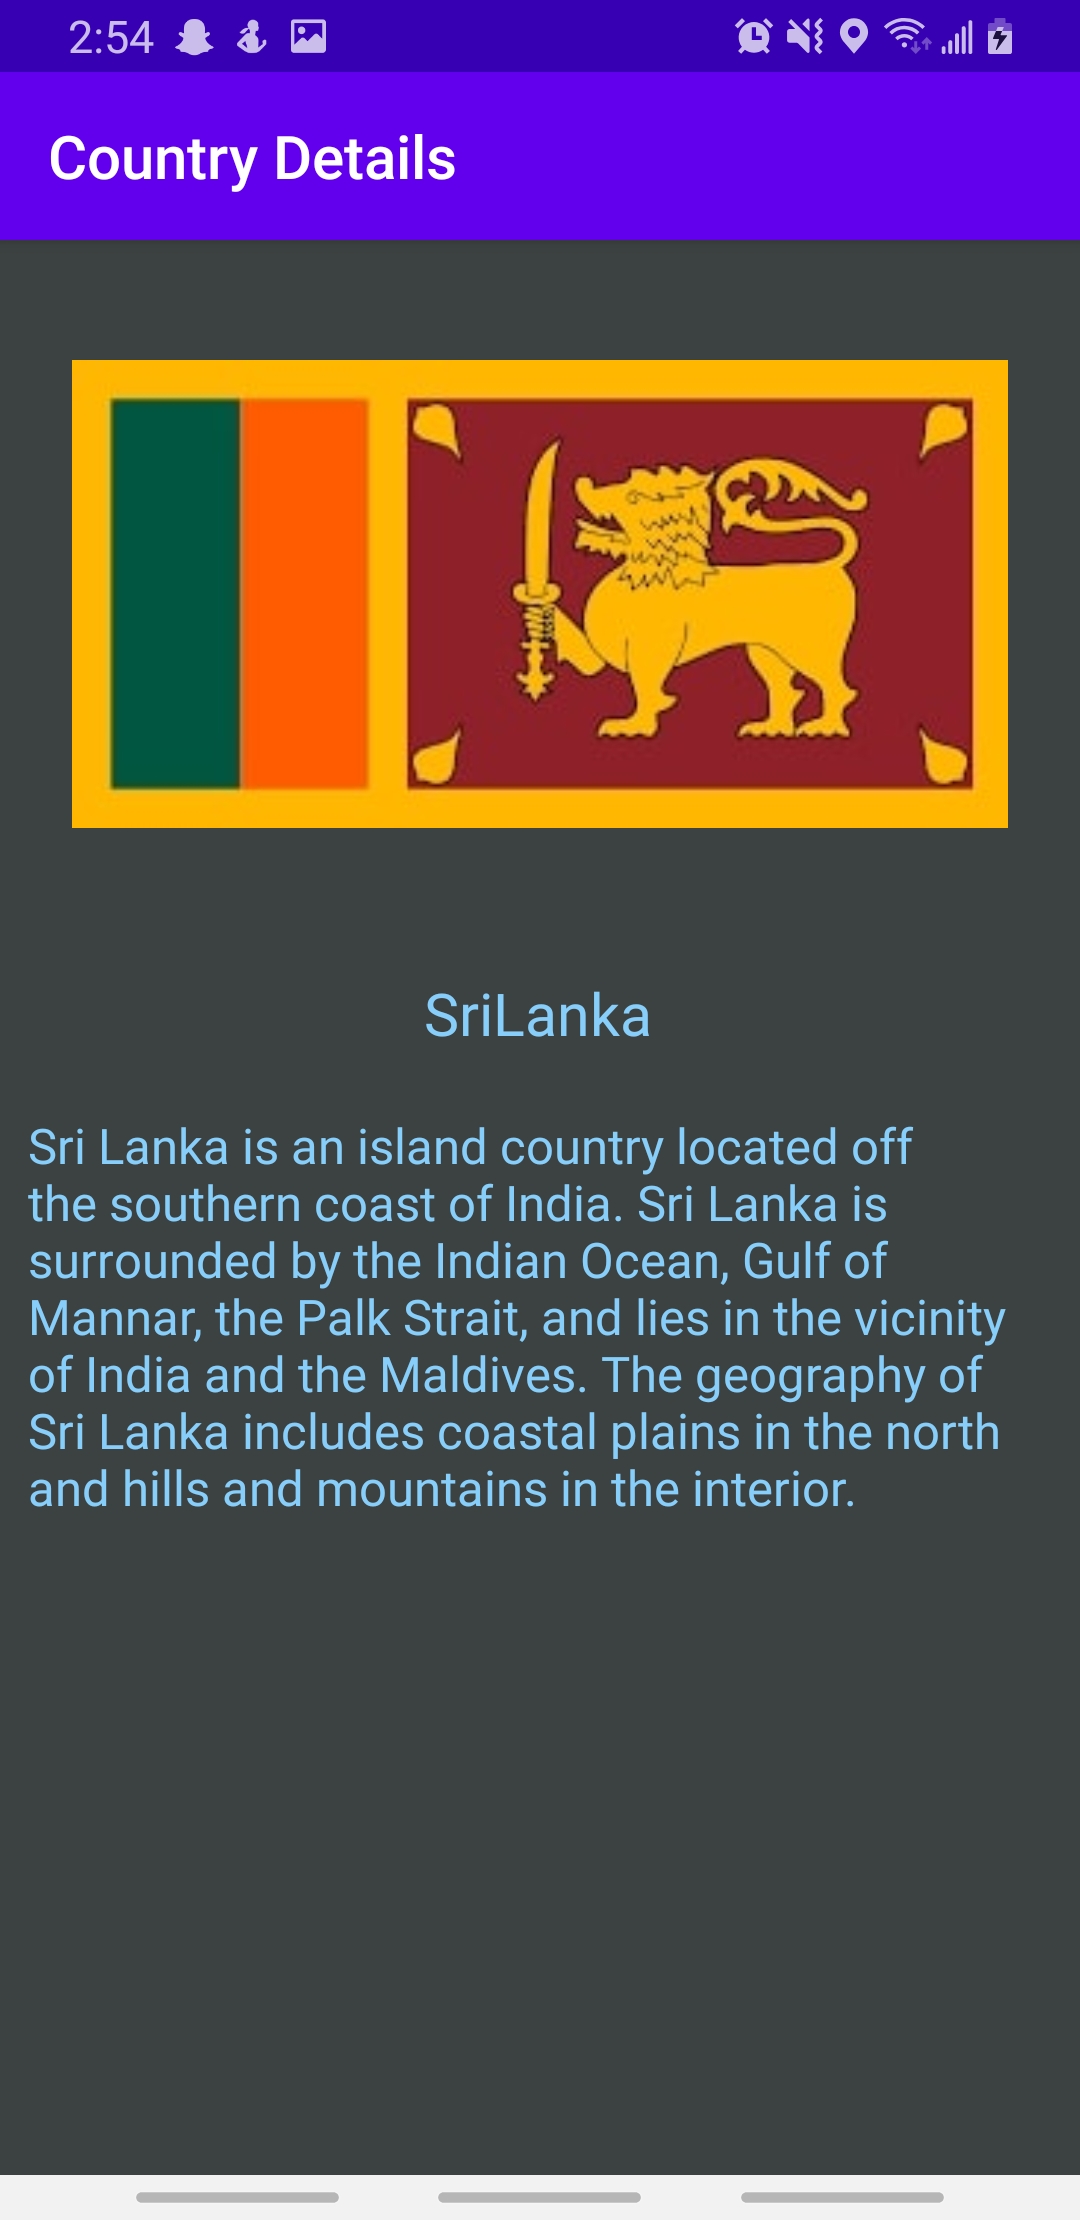 2:54
Country Details
SriLanka
Sri Lanka is an island country located off
the southern coast of India. Sri Lanka is
surrounded by the Indian Ocean, Gulf of
Mannar, the Palk Strait, and lies in the vicinity
of India and the Maldives. The geography of
Sri Lanka includes coastal plains in the north
and hills and mountains in the interior.